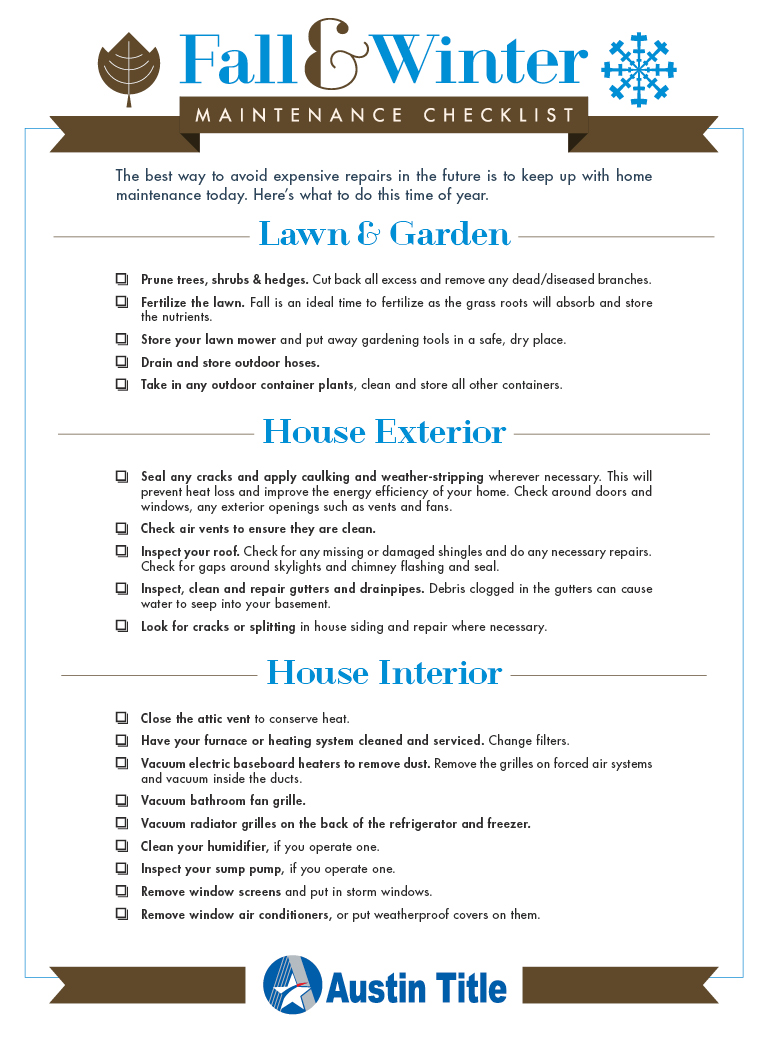 Fall & Winter
MAINTENANCE CHECKLIST
The best way to avoid expensive repairs in the future is to keep up with home
maintenance today. Here's what to do this time of year.
Lawn & Garden
Prune trees, shrubs & hedges. Cut back all excess and remove any dead/diseased branches.
Fertilize the lawn. Fall is an ideal time to fertilize as the grass roots will absorb and store
the nutrients.
Store your lawn mower and put away gardening tools in a safe, dry place.
Drain and store outdoor hoses.
Take in any outdoor container plants, clean and store all other containers.
House Exterior
Seal any cracks and apply caulking and weather-stripping wherever necessary. This will
prevent heat loss and improve the energy efficiency of your home. Check around doors and
windows, any exterior openings such as vents and fans.
Check air vents to ensure they are clean.
Inspect your roof. Check for any missing or damaged shingles and do any necessary repairs.
Check for gaps around skylights and chimney flashing and seal.
Inspect, clean and repair gutters and drainpipes. Debris clogged in the gutters can cause
water to seep into your basement.
Look for cracks or splitting in house siding and repair where necessary.
House Interior
Close the attic vent to conserve heat.
Have your furnace or heating system cleaned and serviced. Change filters.
Vacuum electric baseboard heaters to remove dust. Remove the grilles on forced air systems
and vacuum inside the ducts.
Vacuum bathroom fan grille.
Vacuum radiator grilles on the back of the refrigerator and freezer.
Clean your humidifier, if you operate one.
Inspect your sump pump, if you operate one.
Remove window screens and put in storm windows.
Remove window air conditioners, or put weatherproof covers on them.
Austin Title